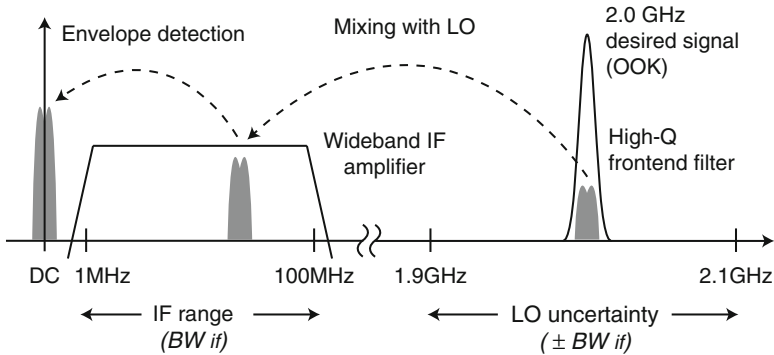 Envelope detection
Mixing with LO
2.0 GHz
desired signal
(OOK)
Wideband IF
amplifier
High-Q
frontend filter
DC 1MHz 100MHz 1.9GHz 2.1GHz
IF range
(BW if)
LO uncertainty
( ± BW if)